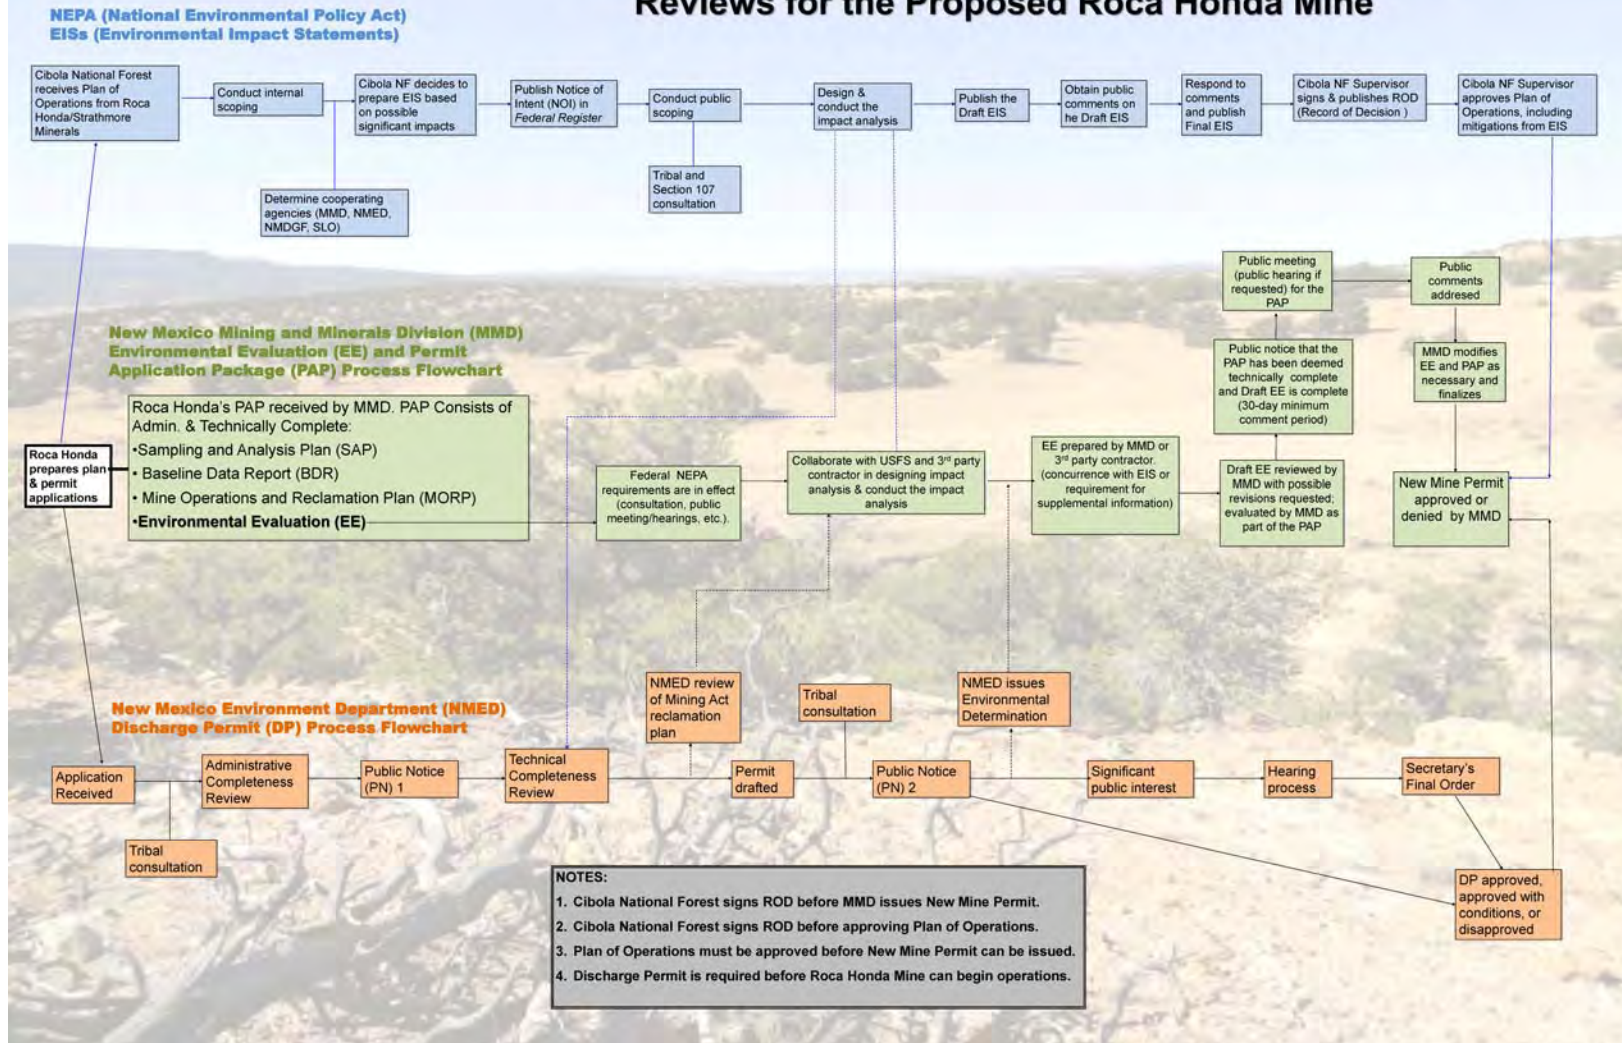 Reviews for the Proposed Roca Honda Mine
NEPA (National Environmental Policy Act)
EISs (Environmental Impact Statements)
Cibola National Forest
receives Plan of
Operations from Roca
Honda/Strathmore
Minerals
Conduct internal
scoping
Cibola NF decides to
prepare EIS based
on possible
significant impacts
Publish Notice of
Intent (NOI) in
Federal Register
Conduct public
scoping
Design &
conduct the
impact analysis
Publish the
Draft EIS
Obtain public
comments on
he Draft EIS
Respond to
comments
and publish
Final EIS
Cibola NF Supervisor
signs & publishes ROD
(Record of Decision )
Cibola NF Supervisor
approves Plan of
Operations, including
mitigations from EIS
Determine cooperating
agencies (MMD, NMED,
NMDGF, SLO)
Tribal and
Section 107
consultation
New Mexico Mining and Minerals Division (MMD)
Environmental Evaluation (EE) and Permit
Application Package (PAP) Process Flowchart
Roca Honda
prepares plan
& permit
applications
Roca Honda's PAP received by MMD. PAP Consists of
Admin. & Technically Complete:
•Sampling and Analysis Plan (SAP)
• Baseline Data Report (BDR)
• Mine Operations and Reclamation Plan (MORP)
•Environmental Evaluation (EE)
Federal NEPA
requirements are in effect
(consultation, public
meeting/hearings, etc.).
Collaborate with USFS and 3rd party
contractor in designing impact
analysis & conduct the impact
analysis
EE prepared by MMD or
3rd party contractor.
(concurrence with EIS or
requirement for
supplemental information)
Draft EE reviewed by
MMD with possible
revisions requested;
evaluated by MMD as
part of the PAP
Public notice that the
PAP has been deemed
technically complete
and Draft EE is complete
(30-day minimum
comment period)
Public meeting
(public hearing if
requested) for the
PAP
Public
comments
addresed
MMD modifies
EE and PAP as
necessary and
finalizes
New Mine Permit
approved or
denied by MMD
New Mexico Environment Department (NMED)
Discharge Permit (DP) Process Flowchart
Application
Received
Tribal
consultation
Administrative
Completeness
Review
Public Notice
(PN) 1
Technical
Completeness
Review
NMED review
of Mining Act
reclamation
plan
Permit
drafted
Tribal
consultation
Public Notice
(PN) 2
NMED issues
Environmental
Determination
Significant
public interest
Hearing
process
Secretary's
Final Order
DP approved,
approved with
conditions, or
disapproved
NOTES:
1. Cibola National Forest signs ROD before MMD issues New Mine Permit.
2. Cibola National Forest signs ROD before approving Plan of Operations.
3. Plan of Operations must be approved before New Mine Permit can be issued.
4. Discharge Permit is required before Roca Honda Mine can begin operations.